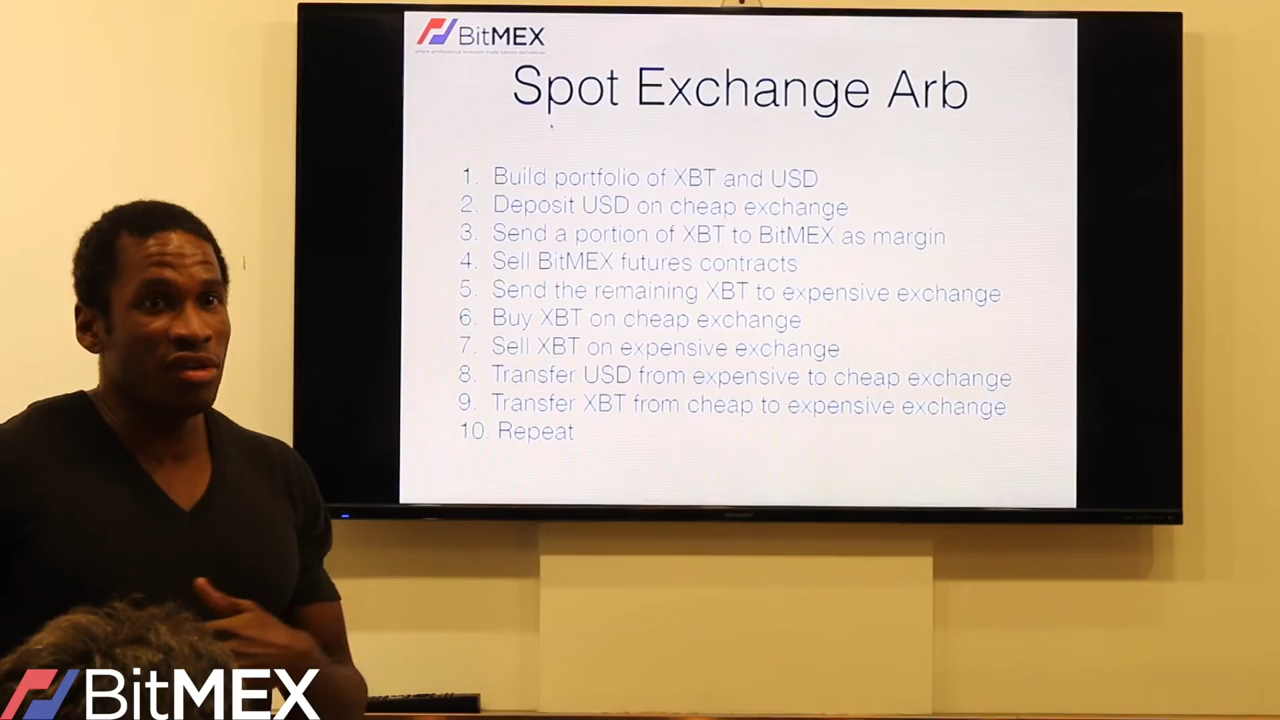 BitMEX
Spot Exchange Arb
1. Build portfolio of XBT and USD
2. Deposit USD on cheap exchange
3. Send a portion of XBT to BitMEX as margin
4. Sell BitMEX futures contracts
5. Send the remaining XBT to expensive exchange
6. Buy XBT on cheap exchange
7. Sell XBT on expensive exchange
8. Transfer USD from expensive to cheap exchange
9. Transfer XBT from cheap to expensive exchange
10. Repeat
BitMEX